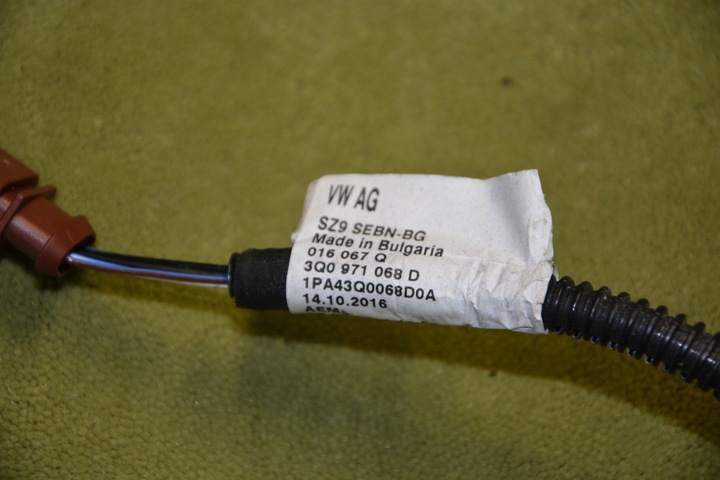 VW AG
SZ9 SEBN-BG
Made in Bulgaria
016 067 Q
3Q0 971 068 D
1PA43Q0068D0A
14.10.2016